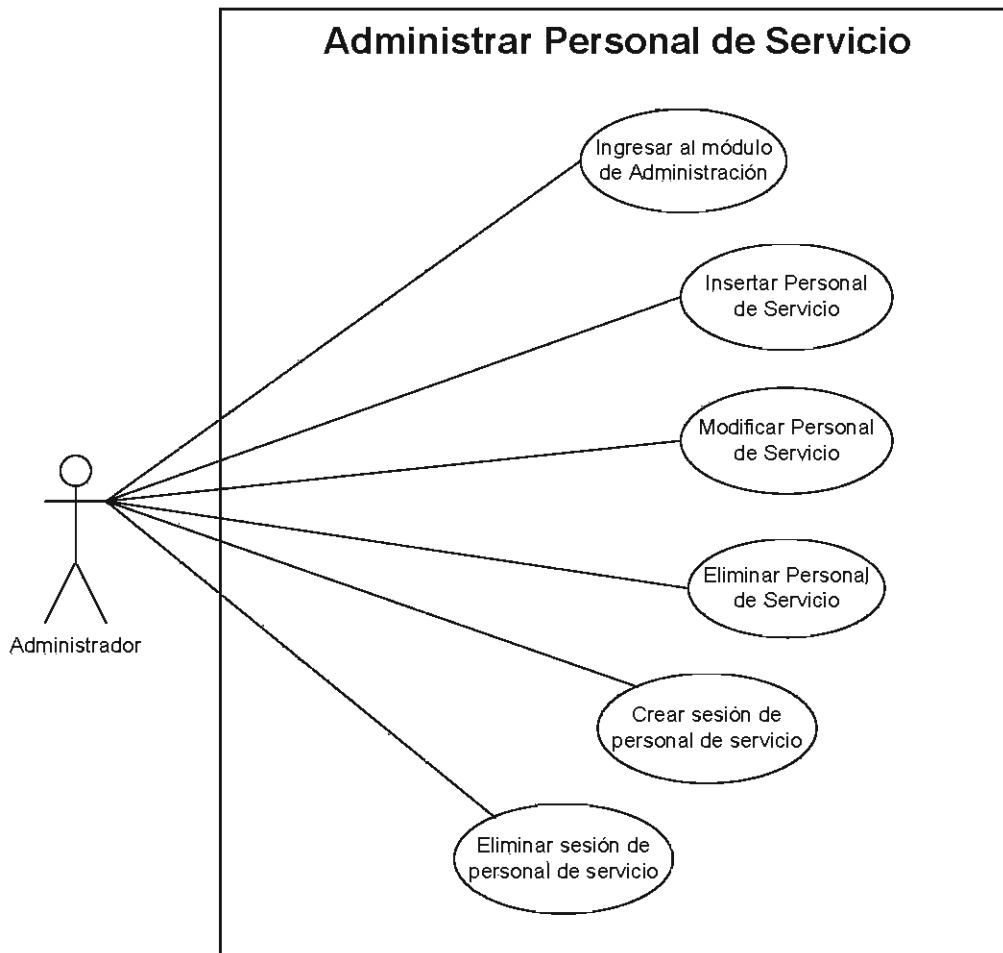 Administrar Personal de Servicio
Ingresar al módulo
de Administración
Insertar Personal
de Servicio
Modificar Personal
de Servicio
Eliminar Personal
de Servicio
Administrador
Crear sesión de
personal de servicio
Eliminar sesión de
personal de servicio